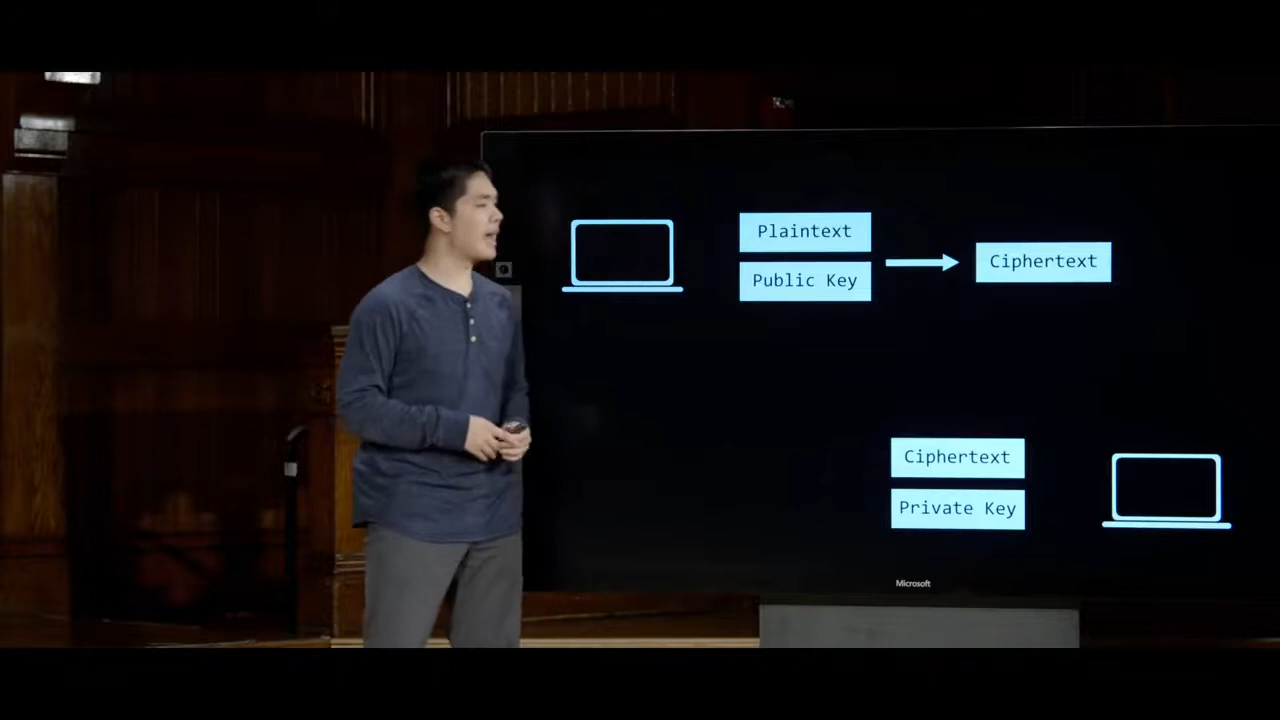 Plaintext
Public Key
Ciphertext
Ciphertext
Private Key
Microsoft